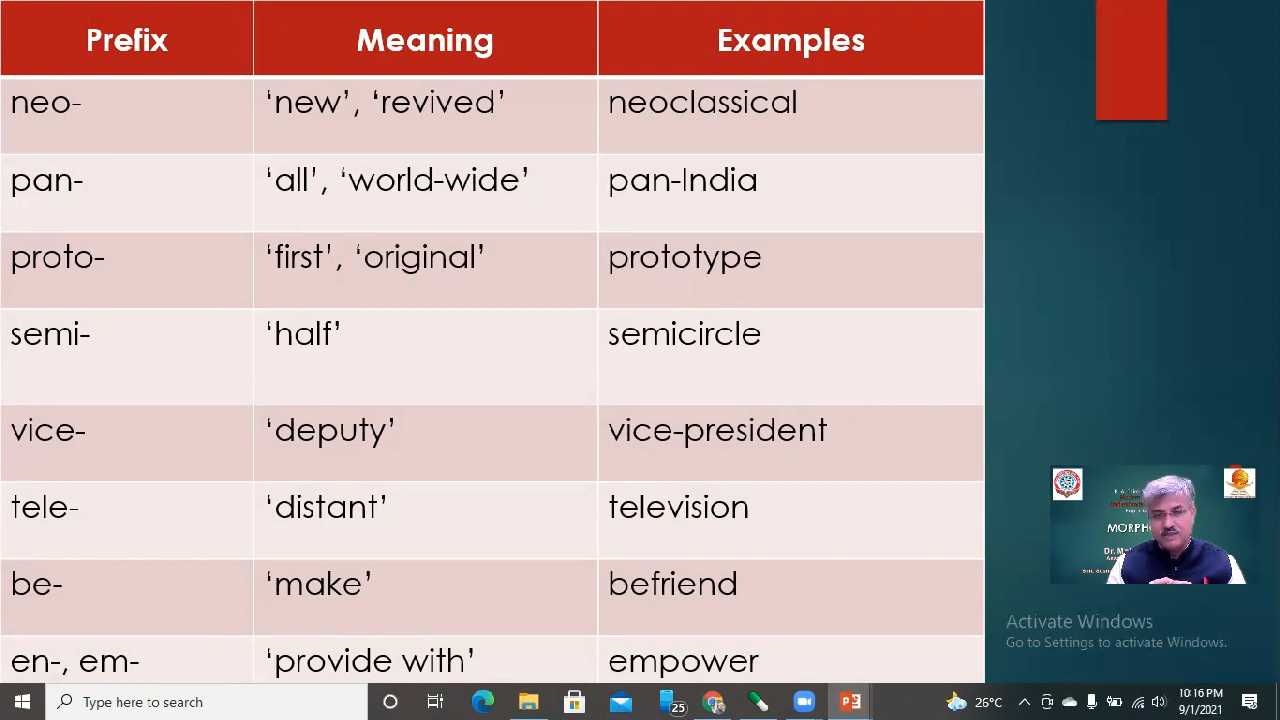 Prefix Meaning Examples
neo- ‘new’, ‘revived’ neoclassical
pan- ‘all’, ‘world-wide’ pan-India
proto- ‘first’, ‘original’ prototype
semi- ‘half’ semicircle
vice- ‘deputy’ vice-president
tele- ‘distant’ television
be- ‘make’ befriend
en-, em- ‘provide with’ empower
Activate Windows
Go to Settings to activate Windows.
Type here to search
25
26°C
10:16 PM
9/1/2021